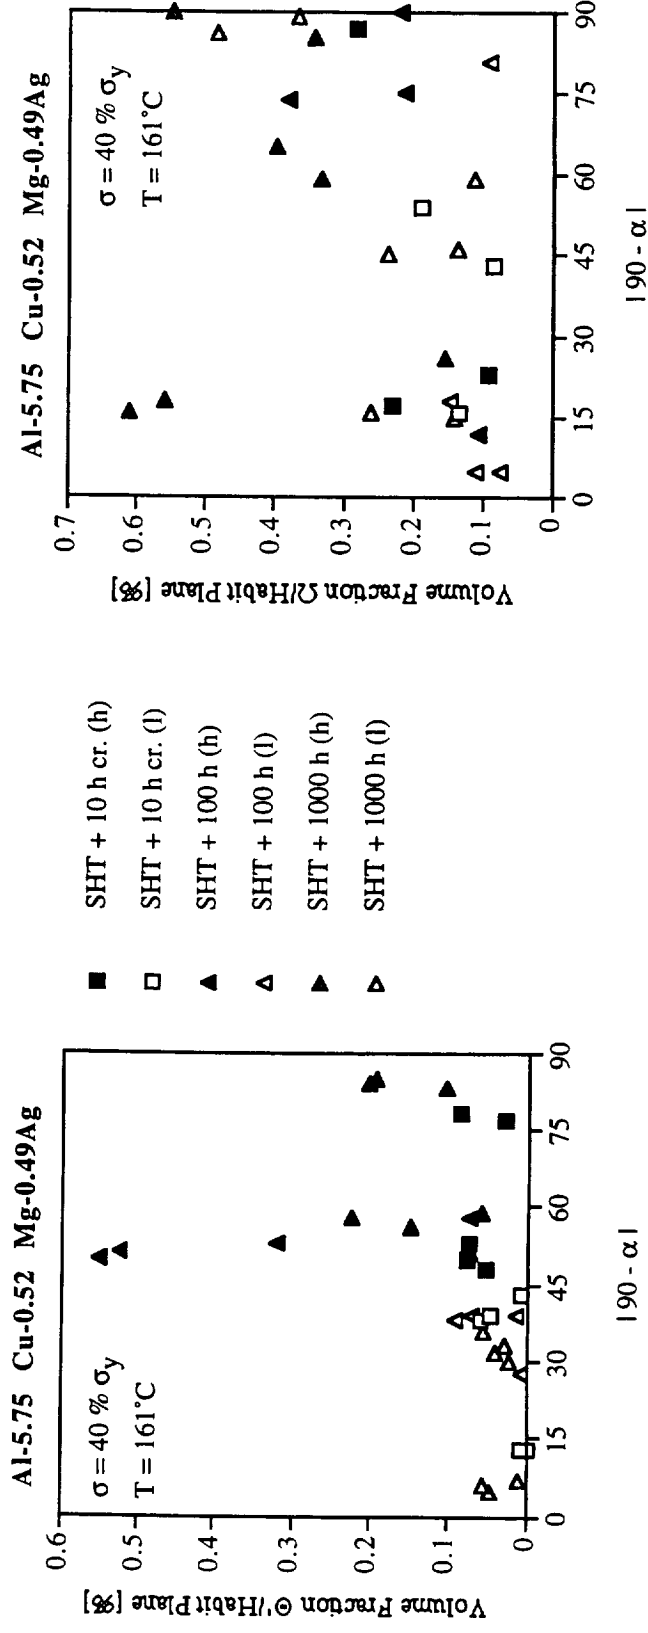 Al-5.75 Cu-0.52 Mg-0.49Ag
σ = 40 % σy
T = 161°C
Volume Fraction Θ'/Habit Plane [%]
0.6
0.5
0.4
0.3
0.2
0.1
0
0 15 30 45 60 75 90
| 90 - α |
SHT + 10 h cr. (h)
SHT + 10 h cr. (l)
SHT + 100 h (h)
SHT + 100 h (l)
SHT + 1000 h (h)
SHT + 1000 h (l)
Al-5.75 Cu-0.52 Mg-0.49Ag
σ = 40 % σy
T = 161°C
Volume Fraction Ω/Habit Plane [%]
0.7
0.6
0.5
0.4
0.3
0.2
0.1
0
0 15 30 45 60 75 90
| 90 - α |